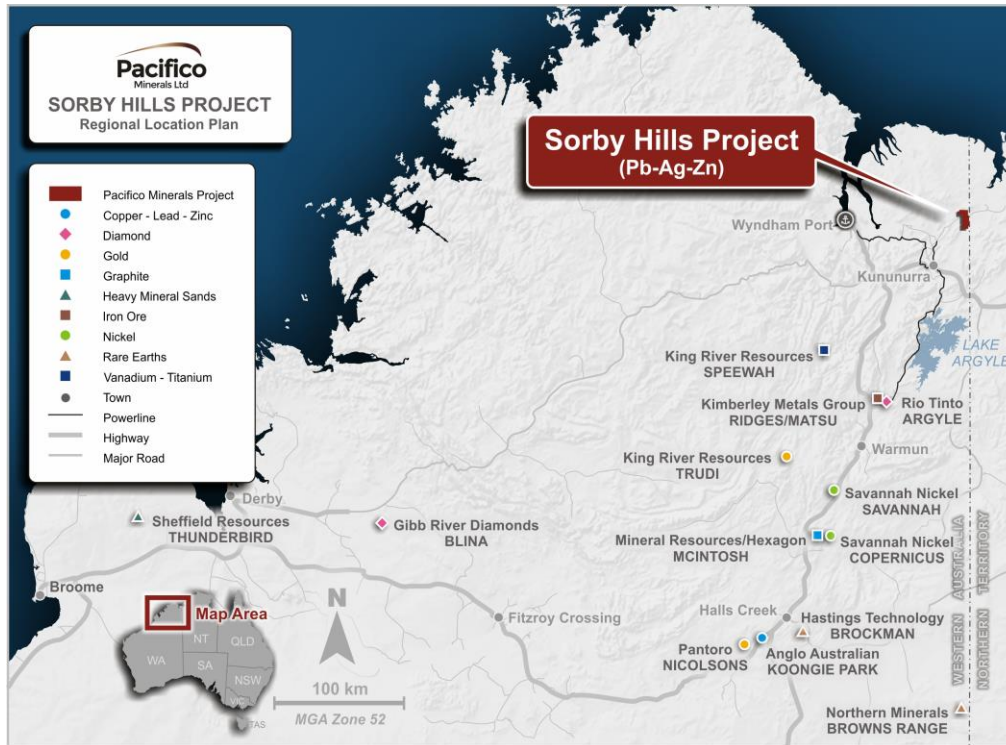 Pacifico
Minerals Ltd
SORBY HILLS PROJECT
Regional Location Plan
Pacifico Minerals Project
Copper - Lead - Zinc
Diamond
Gold
Graphite
Heavy Mineral Sands
Iron Ore
Nickel
Rare Earths
Vanadium - Titanium
Town
Powerline
Highway
Major Road
Sorby Hills Project
(Pb-Ag-Zn)
Wyndham Port
Kununurra
LAKE
ARGYLE
King River Resources
SPEEWAH
Kimberley Metals Group
RIDGES/MATSU
Rio Tinto
ARGYLE
Warmun
King River Resources
TRUDI
Savannah Nickel
SAVANNAH
Derby
Sheffield Resources
THUNDERBIRD
Gibb River Diamonds
BLINA
Mineral Resources/Hexagon
MCINTOSH
Savannah Nickel
COPERNICUS
WESTERN AUSTRALIA
NORTHERN TERRITORY
Broome
Map Area
NT
QLD
WA
SA
NSW
VIC
TAS
N
100 km
MGA Zone 52
Fitzroy Crossing
Halls Creek
Hastings Technology
BROCKMAN
Pantoro
NICOLSONS
Anglo Australian
KOONGIE PARK
Northern Minerals
BROWNS RANGE